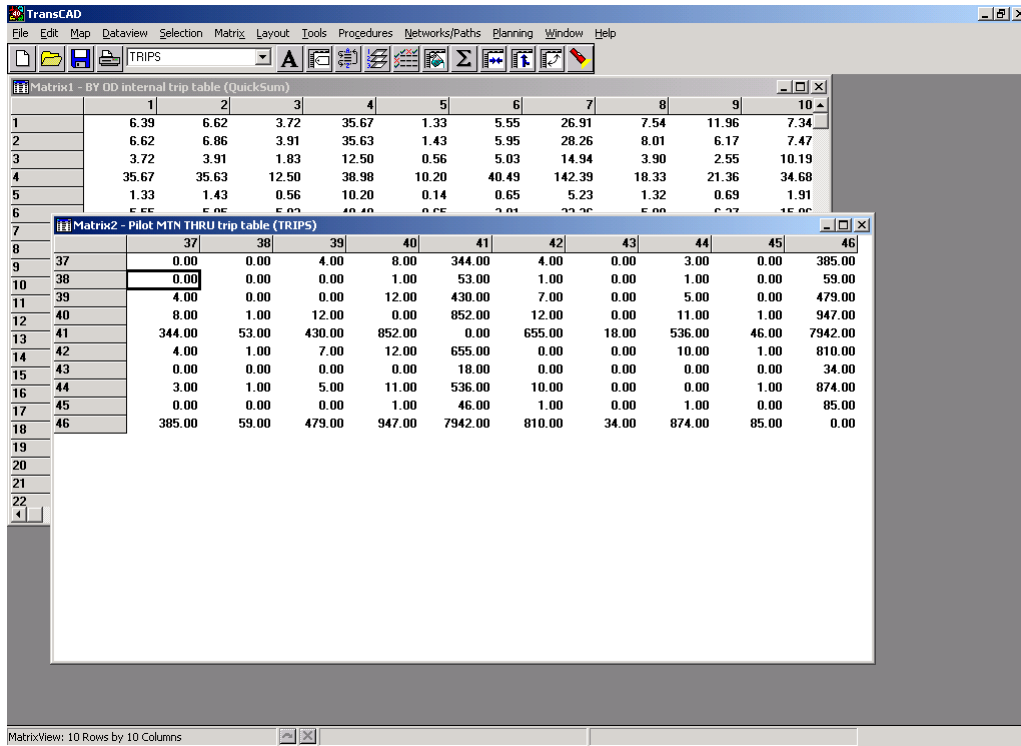 TransCAD
File Edit Map Dataview Selection Matrix Layout Tools Procedures Networks/Paths Planning Window Help
TRIPS
Matrix1 - BY OD internal trip table (QuickSum)
1 2 3 4 5 6 7 8 9 10
1 6.39 6.62 3.72 35.67 1.33 5.55 26.91 7.54 11.96 7.34
2 6.62 6.86 3.91 35.63 1.43 5.95 28.26 8.01 6.17 7.47
3 3.72 3.91 1.83 12.50 0.56 5.03 14.94 3.90 2.55 10.19
4 35.67 35.63 12.50 38.98 10.20 40.49 142.39 18.33 21.36 34.68
5 1.33 1.43 0.56 10.20 0.14 0.65 5.23 1.32 0.69 1.91
6
7
8
9
10
11
12
13
14
15
16
17
18
19
20
21
22
Matrix2 - Pilot MTN THRU trip table (TRIPS)
37 38 39 40 41 42 43 44 45 46
37 0.00 0.00 4.00 8.00 344.00 4.00 0.00 3.00 0.00 385.00
38 0.00 0.00 0.00 1.00 53.00 1.00 0.00 1.00 0.00 59.00
39 4.00 0.00 0.00 12.00 430.00 7.00 0.00 5.00 0.00 479.00
40 8.00 1.00 12.00 0.00 852.00 12.00 0.00 11.00 1.00 947.00
41 344.00 53.00 430.00 852.00 0.00 655.00 18.00 536.00 46.00 7942.00
42 4.00 1.00 7.00 12.00 655.00 0.00 0.00 10.00 1.00 810.00
43 0.00 0.00 0.00 0.00 18.00 0.00 0.00 0.00 0.00 34.00
44 3.00 1.00 5.00 11.00 536.00 10.00 0.00 0.00 1.00 874.00
45 0.00 0.00 0.00 1.00 46.00 1.00 0.00 1.00 0.00 85.00
46 385.00 59.00 479.00 947.00 7942.00 810.00 34.00 874.00 85.00 0.00
MatrixView: 10 Rows by 10 Columns